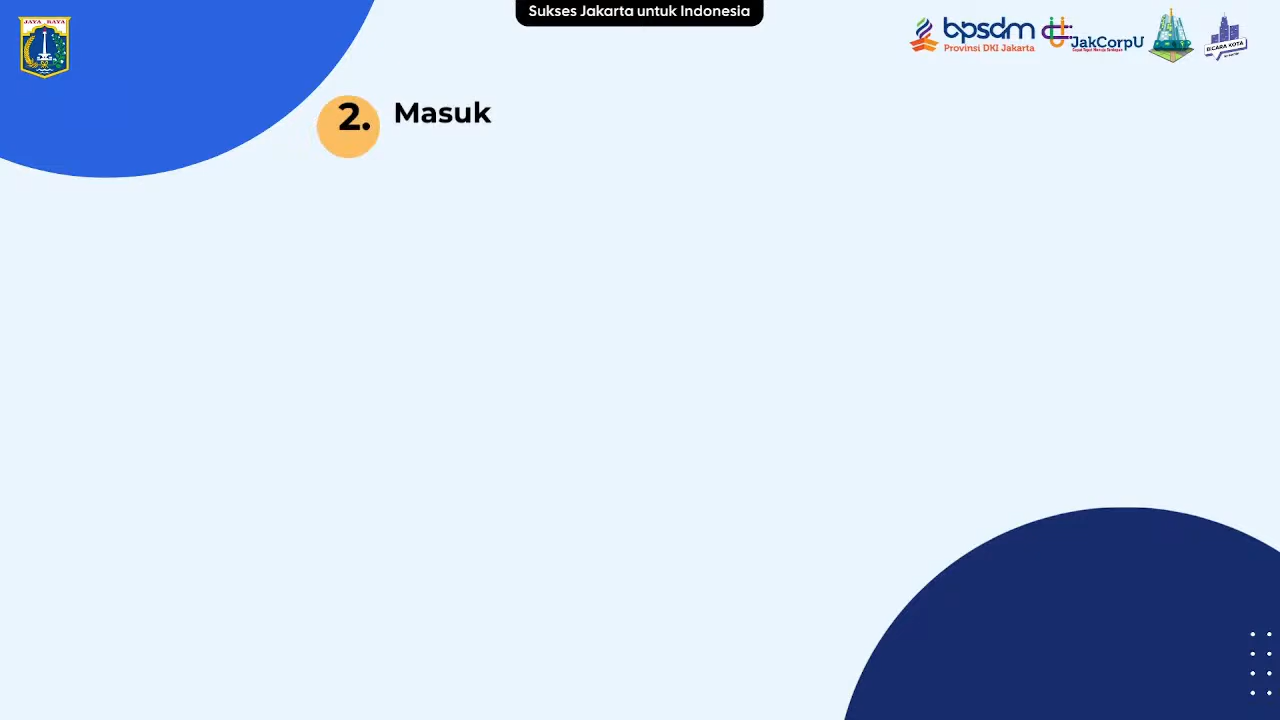 Sukses Jakarta untuk Indonesia
JAYA RAYA
bpsdm
Provinsi DKI Jakarta
JakCorpU
BICARA KOTA
2. Masuk